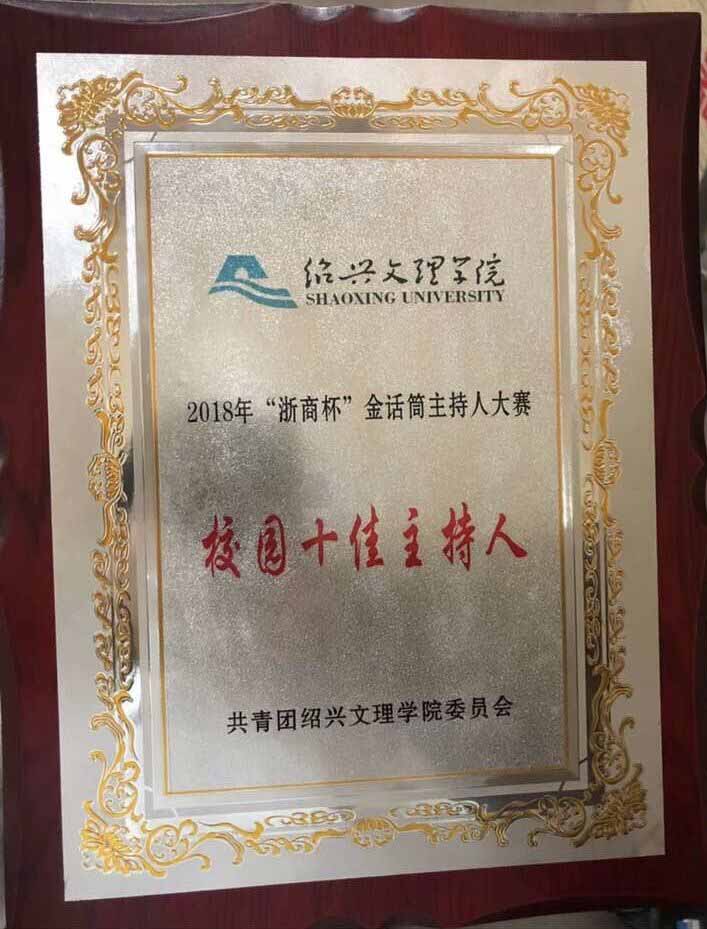 绍兴文理学院
SHAOXING UNIVERSITY
2018年“浙商杯”金话筒主持人大赛
校园十佳主持人
共青团绍兴文理学院委员会